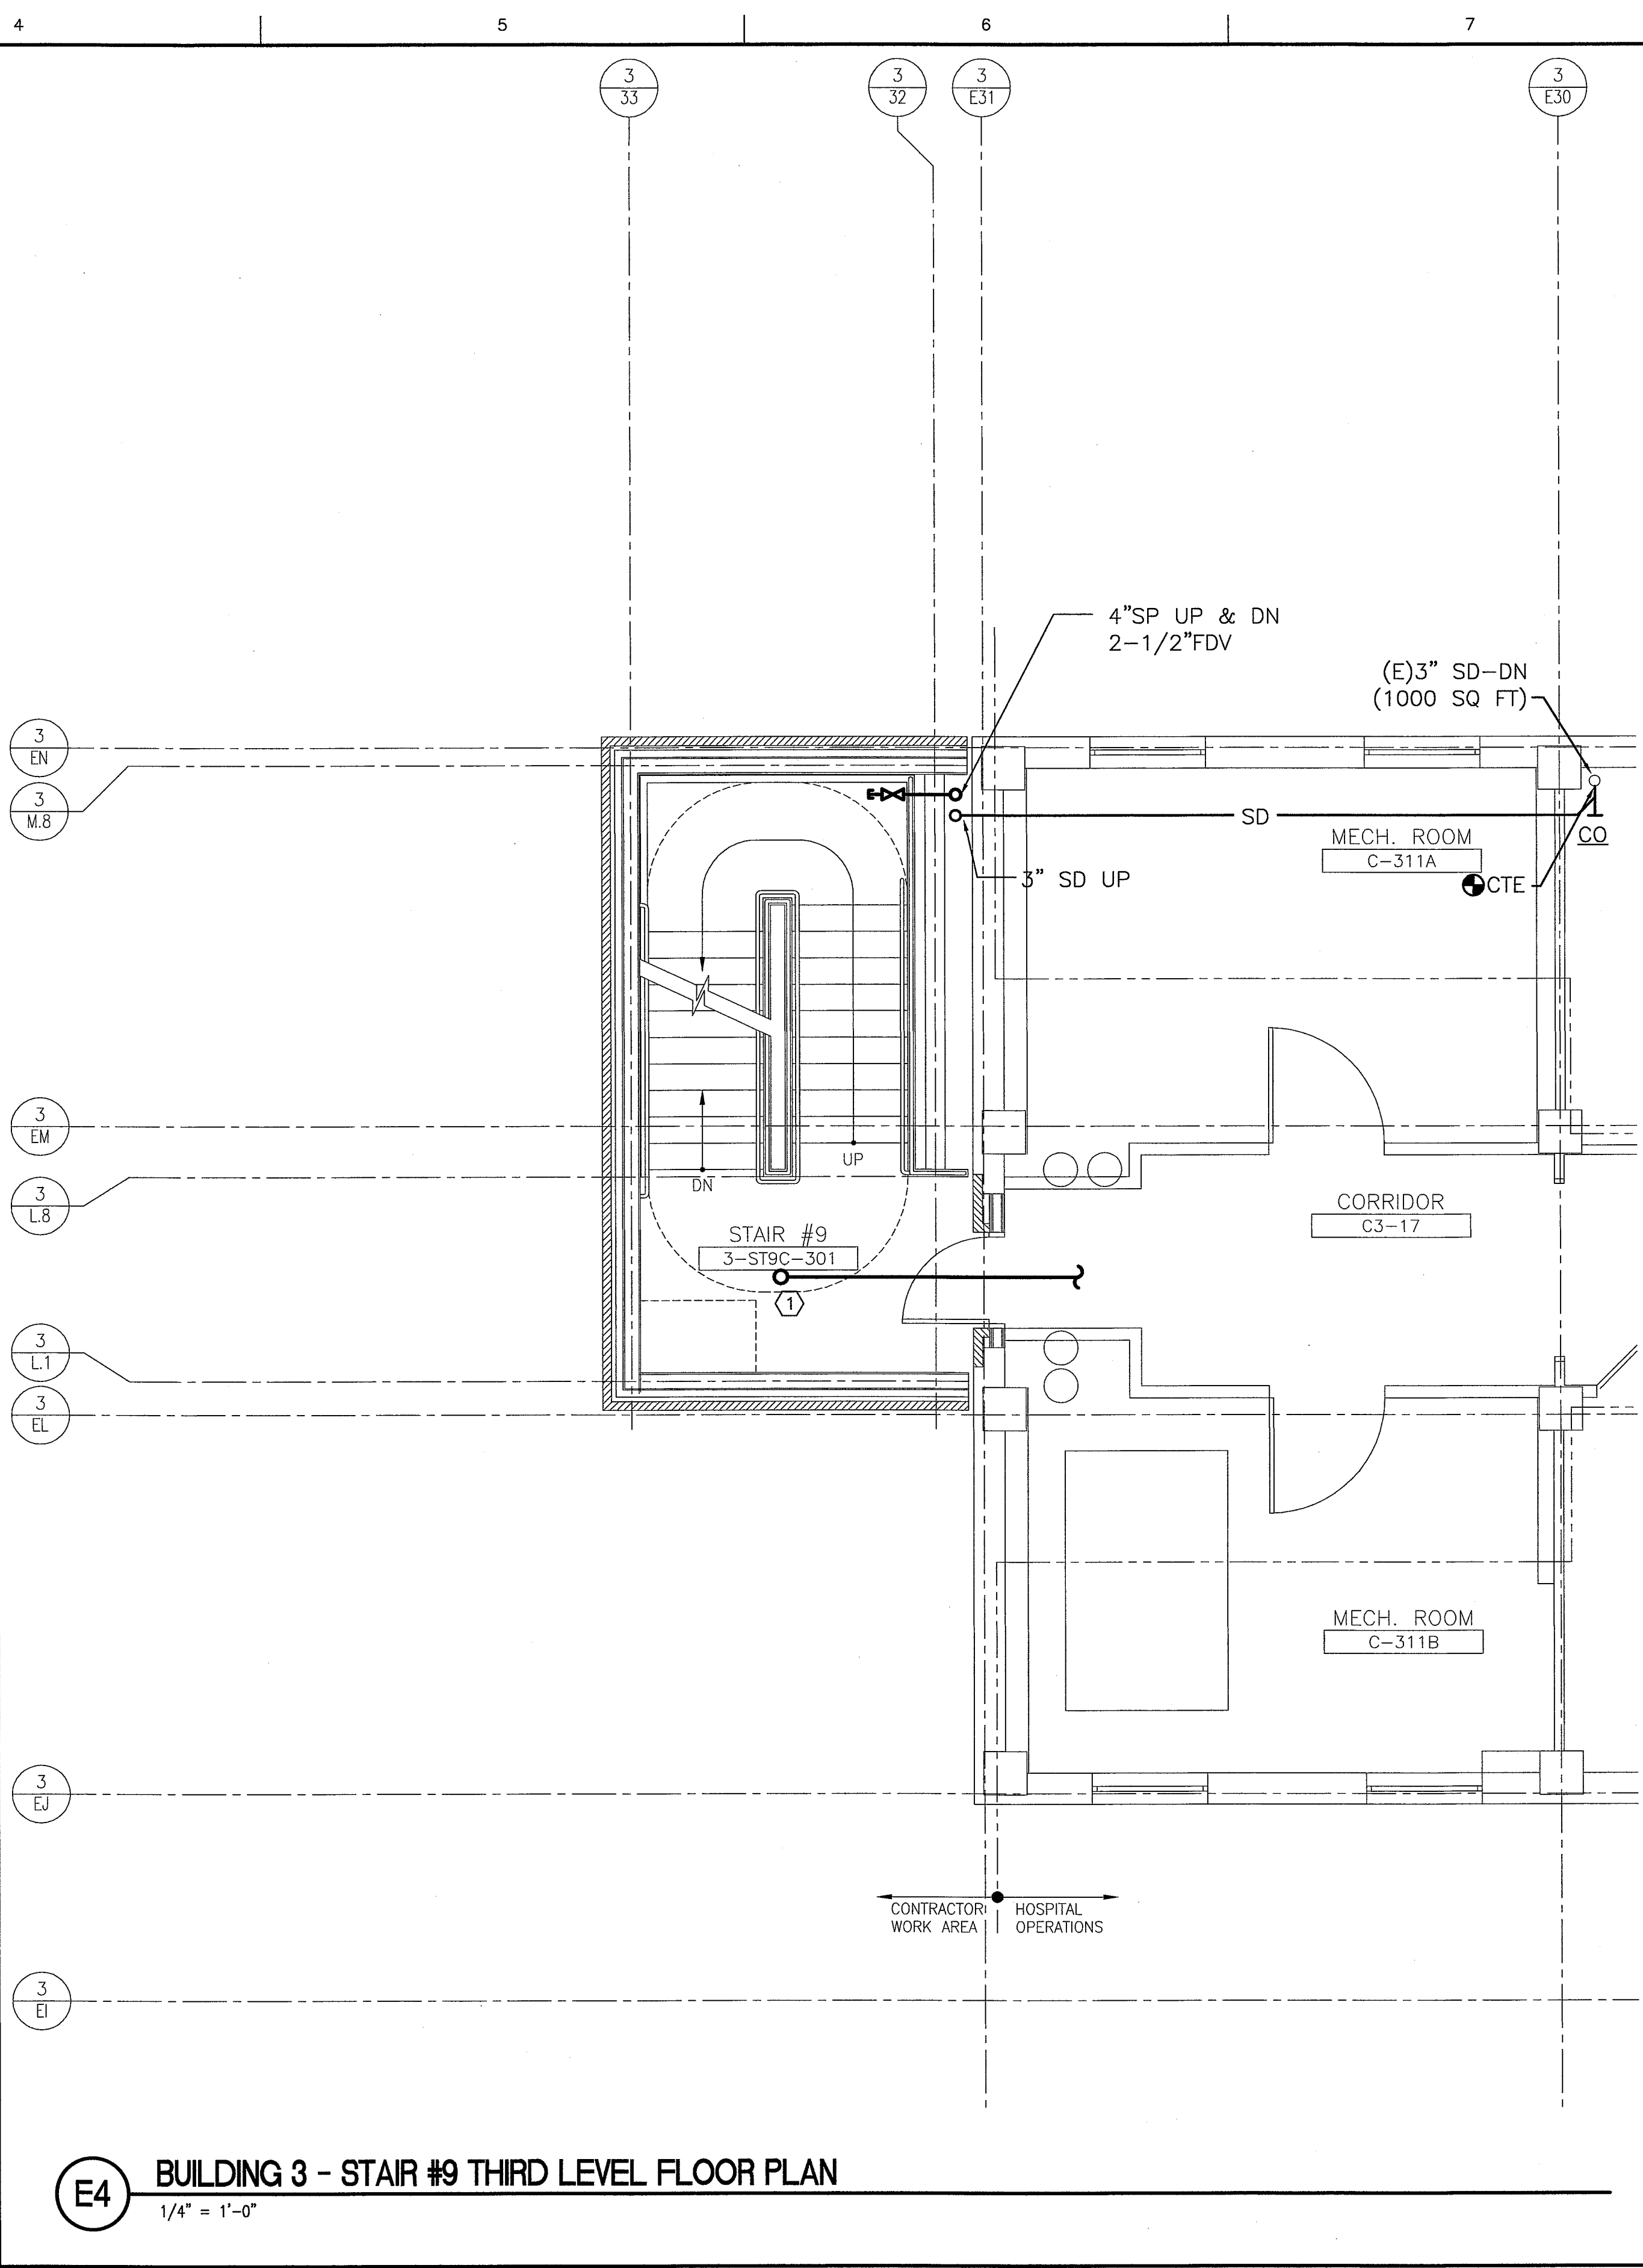 4 5 6 7
3
33
3
32
3
E31
3
E30
4"SP UP & DN
2-1/2"FDV
(E)3" SD-DN
(1000 SQ FT)
3
EN
3
M.8
SD
CO
MECH. ROOM
C-311A
3" SD UP
CTE
3
EM
UP
DN
3
L.8
CORRIDOR
C3-17
STAIR #9
3-ST9C-301
1
3
L.1
3
EL
MECH. ROOM
C-311B
3
EJ
CONTRACTOR
WORK AREA
HOSPITAL
OPERATIONS
3
EI
E4
BUILDING 3 - STAIR #9 THIRD LEVEL FLOOR PLAN
1/4" = 1'-0"